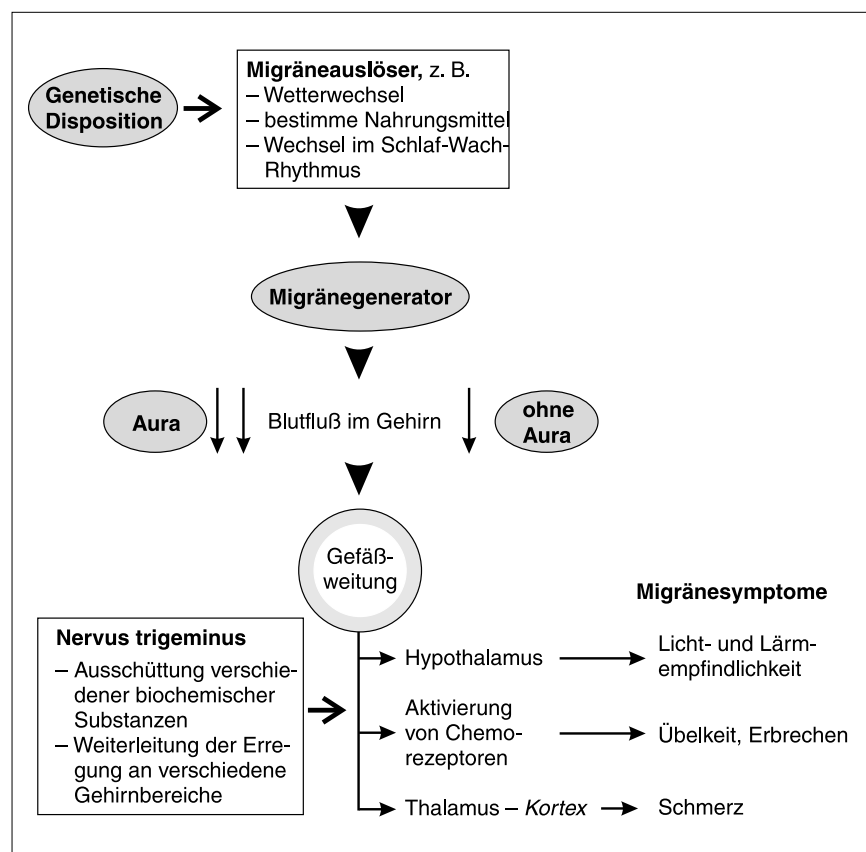 Genetische
Disposition
Migräneauslöser, z. B.
– Wetterwechsel
– bestimme Nahrungsmittel
– Wechsel im Schlaf-Wach-
Rhythmus
Migränegenerator
Aura
Blutfluß im Gehirn
ohne
Aura
Gefäß-
weitung
Migränesymptome
Nervus trigeminus
– Ausschüttung verschie-
dener biochemischer
Substanzen
– Weiterleitung der Erre-
gung an verschiedene
Gehirnbereiche
Hypothalamus
Licht- und Lärm-
empfindlichkeit
Aktivierung
von Chemo-
rezeptoren
Übelkeit, Erbrechen
Thalamus – Kortex
Schmerz